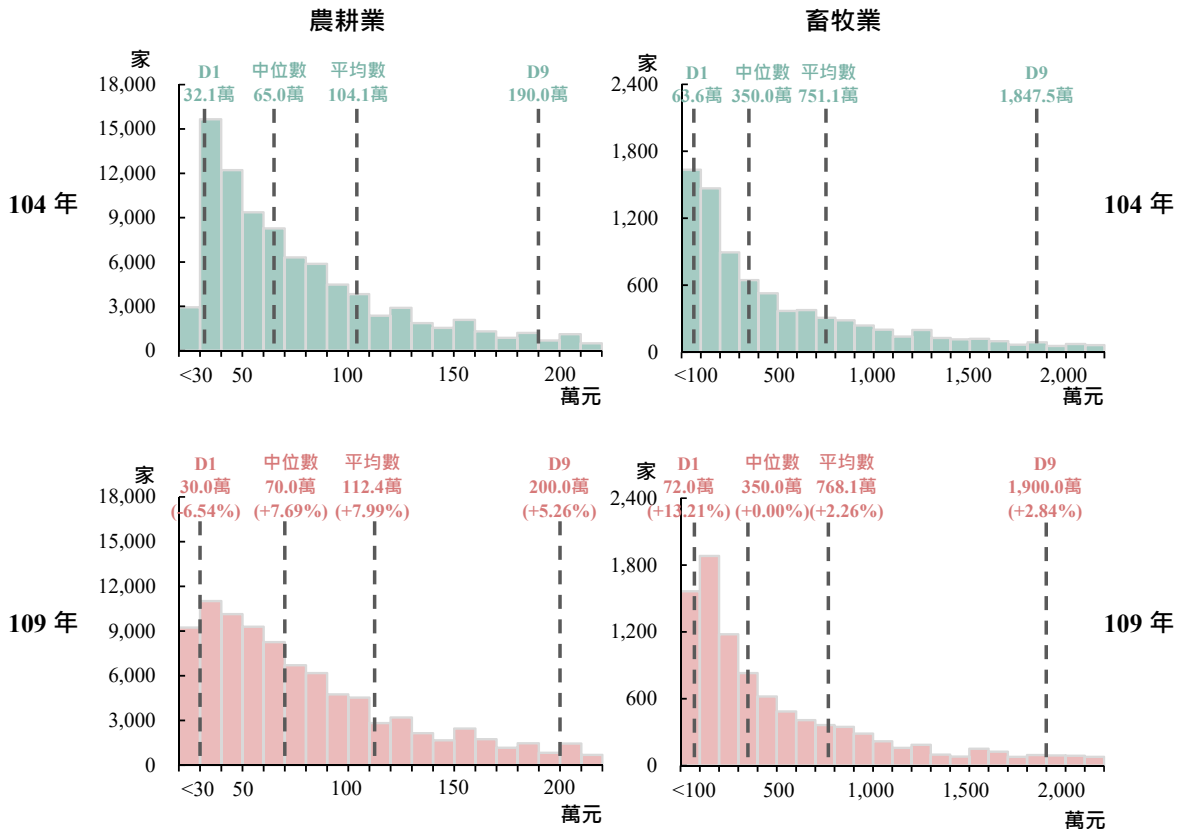 農耕業
畜牧業
104 年
家
D1 中位數 平均數 D9
32.1萬 65.0萬 104.1萬 190.0萬
18,000
15,000
12,000
9,000
6,000
3,000
0
<30 50 100 150 200
萬元
家
D1 中位數 平均數 D9
63.6萬 350.0萬 751.1萬 1,847.5萬
2,400
1,800
1,200
600
0
<100 500 1,000 1,500 2,000
萬元
104 年
109 年
家
D1 中位數 平均數 D9
30.0萬 70.0萬 112.4萬 200.0萬
(-6.54%) (+7.69%) (+7.99%) (+5.26%)
18,000
15,000
12,000
9,000
6,000
3,000
0
<30 50 100 150 200
萬元
家
D1 中位數 平均數 D9
72.0萬 350.0萬 768.1萬 1,900.0萬
(+13.21%) (+0.00%) (+2.26%) (+2.84%)
2,400
1,800
1,200
600
0
<100 500 1,000 1,500 2,000
萬元
109 年